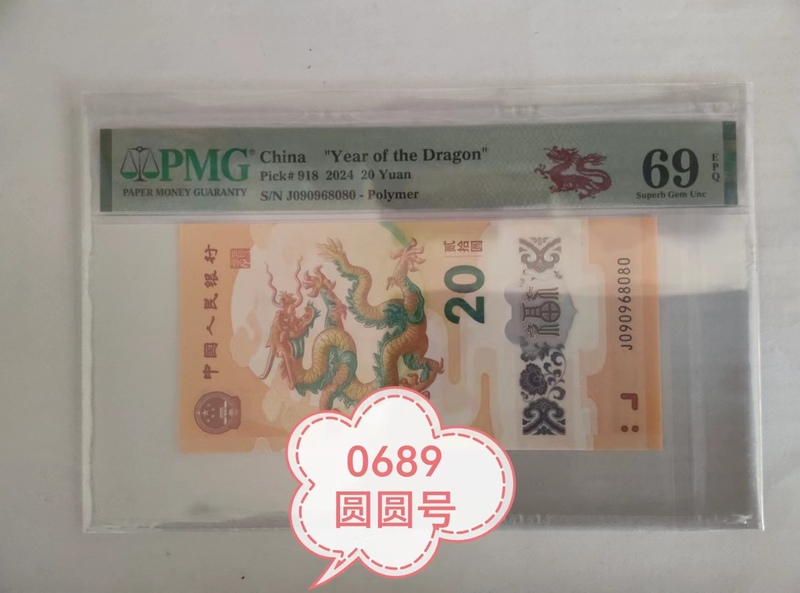 PMG
PAPER MONEY GUARANTY
China "Year of the Dragon"
Pick# 918 2024 20 Yuan
S/N J090968080 - Polymer
69
EPQ
Superb Gem Unc
中国人民银行
贰拾圆
20
福
J090968080
0689
圆圆号